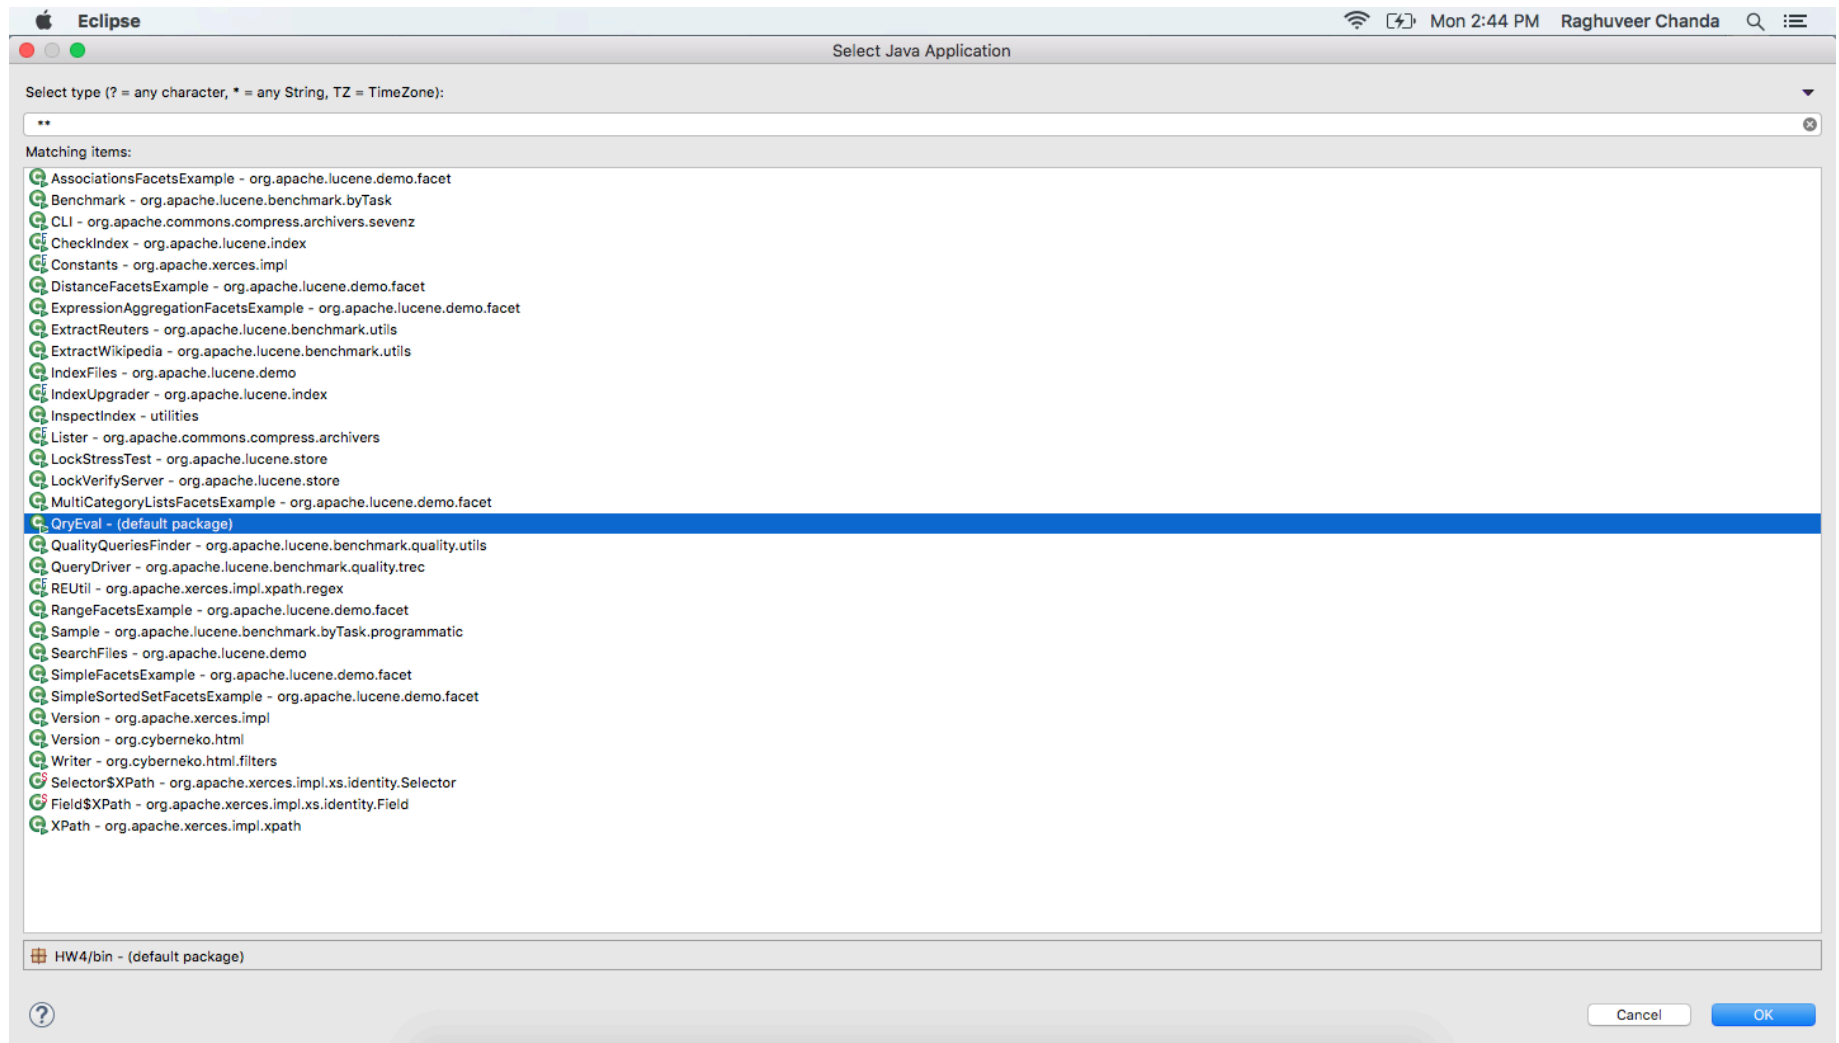 Eclipse Mon 2:44 PM Raghuveer Chanda
Select Java Application
Select type (? = any character, * = any String, TZ = TimeZone):
**
Matching items:
AssociationsFacetsExample - org.apache.lucene.demo.facet
Benchmark - org.apache.lucene.benchmark.byTask
CLI - org.apache.commons.compress.archivers.sevenz
CheckIndex - org.apache.lucene.index
Constants - org.apache.xerces.impl
DistanceFacetsExample - org.apache.lucene.demo.facet
ExpressionAggregationFacetsExample - org.apache.lucene.demo.facet
ExtractReuters - org.apache.lucene.benchmark.utils
ExtractWikipedia - org.apache.lucene.benchmark.utils
IndexFiles - org.apache.lucene.demo
IndexUpgrader - org.apache.lucene.index
InspectIndex - utilities
Lister - org.apache.commons.compress.archivers
LockStressTest - org.apache.lucene.store
LockVerifyServer - org.apache.lucene.store
MultiCategoryListsFacetsExample - org.apache.lucene.demo.facet
QryEval - (default package)
QualityQueriesFinder - org.apache.lucene.benchmark.quality.utils
QueryDriver - org.apache.lucene.benchmark.quality.trec
REUtil - org.apache.xerces.impl.xpath.regex
RangeFacetsExample - org.apache.lucene.demo.facet
Sample - org.apache.lucene.benchmark.byTask.programmatic
SearchFiles - org.apache.lucene.demo
SimpleFacetsExample - org.apache.lucene.demo.facet
SimpleSortedSetFacetsExample - org.apache.lucene.demo.facet
Version - org.apache.xerces.impl
Version - org.cyberneko.html
Writer - org.cyberneko.html.filters
Selector$XPath - org.apache.xerces.impl.xs.identity.Selector
Field$XPath - org.apache.xerces.impl.xs.identity.Field
XPath - org.apache.xerces.impl.xpath
HW4/bin - (default package)
? Cancel OK